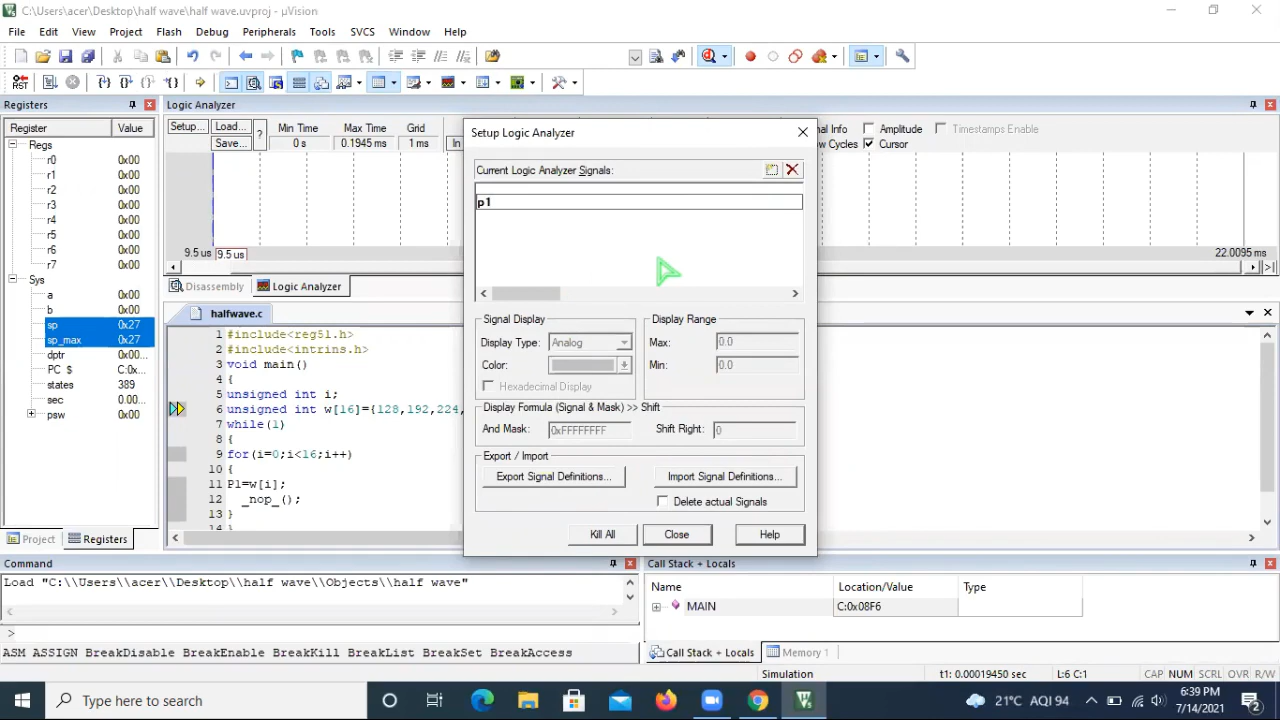 C:\Users\acer\Desktop\half wave\half wave.uvproj - µVision
File Edit View Project Flash Debug Peripherals Tools SVCS Window Help
Registers
Logic Analyzer
Register Value
Regs
r0 0x00
r1 0x00
r2 0x00
r3 0x00
r4 0x00
r5 0x00
r6 0x00
r7 0x00
Sys
a 0x00
b 0x00
sp 0x27
sp_max 0x27
dptr 0x00...
PC $ C:0x...
states 389
sec 0.00...
psw 0x00
Project Registers
Setup... Load... ? Min Time Max Time Grid
Save... 0 s 0.1945 ms 1 ms In
nal Info Amplitude Timestamps Enable
ow Cycles Cursor
9.5 us 9.5 us 22.0095 ms
Disassembly Logic Analyzer
halfwave.c
1 #include<reg51.h>
2 #include<intrins.h>
3 void main()
4 {
5 unsigned int i;
6 unsigned int w[16]={128,192,224,
7 while(1)
8 {
9 for(i=0;i<16;i++)
10 {
11 P1=w[i];
12 _nop_();
13 }
14 }
Setup Logic Analyzer
Current Logic Analyzer Signals:
p1
Signal Display
Display Type: Analog
Color:
Hexadecimal Display
Display Range
Max: 0.0
Min: 0.0
Display Formula (Signal & Mask) >> Shift
And Mask: 0xFFFFFFFF Shift Right: 0
Export / Import
Export Signal Definitions... Import Signal Definitions...
Delete actual Signals
Kill All Close Help
Command
Load "C:\\Users\\acer\\Desktop\\half wave\\Objects\\half wave"
>
ASM ASSIGN BreakDisable BreakEnable BreakKill BreakList BreakSet BreakAccess
Call Stack + Locals
Name Location/Value Type
MAIN C:0x08F6
Call Stack + Locals Memory 1
Simulation t1: 0.00019450 sec L:6 C:1 CAP NUM SCRL OVR R/W
Type here to search
21°C AQI 94
6:39 PM
7/14/2021
2